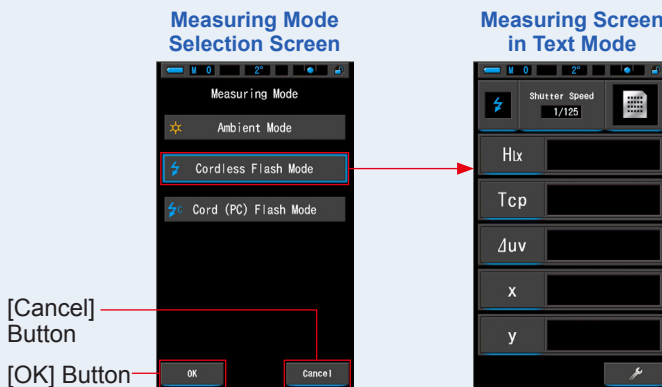 Measuring Mode
Selection Screen
M 0 2°
Measuring Mode
Ambient Mode
Cordless Flash Mode
C Cord (PC) Flash Mode
[Cancel]
Button
[OK] Button
OK
Cancel
Measuring Screen
in Text Mode
M 0 2°
Shutter Speed
1/125
Hlx
Tcp
⊿uv
x
y